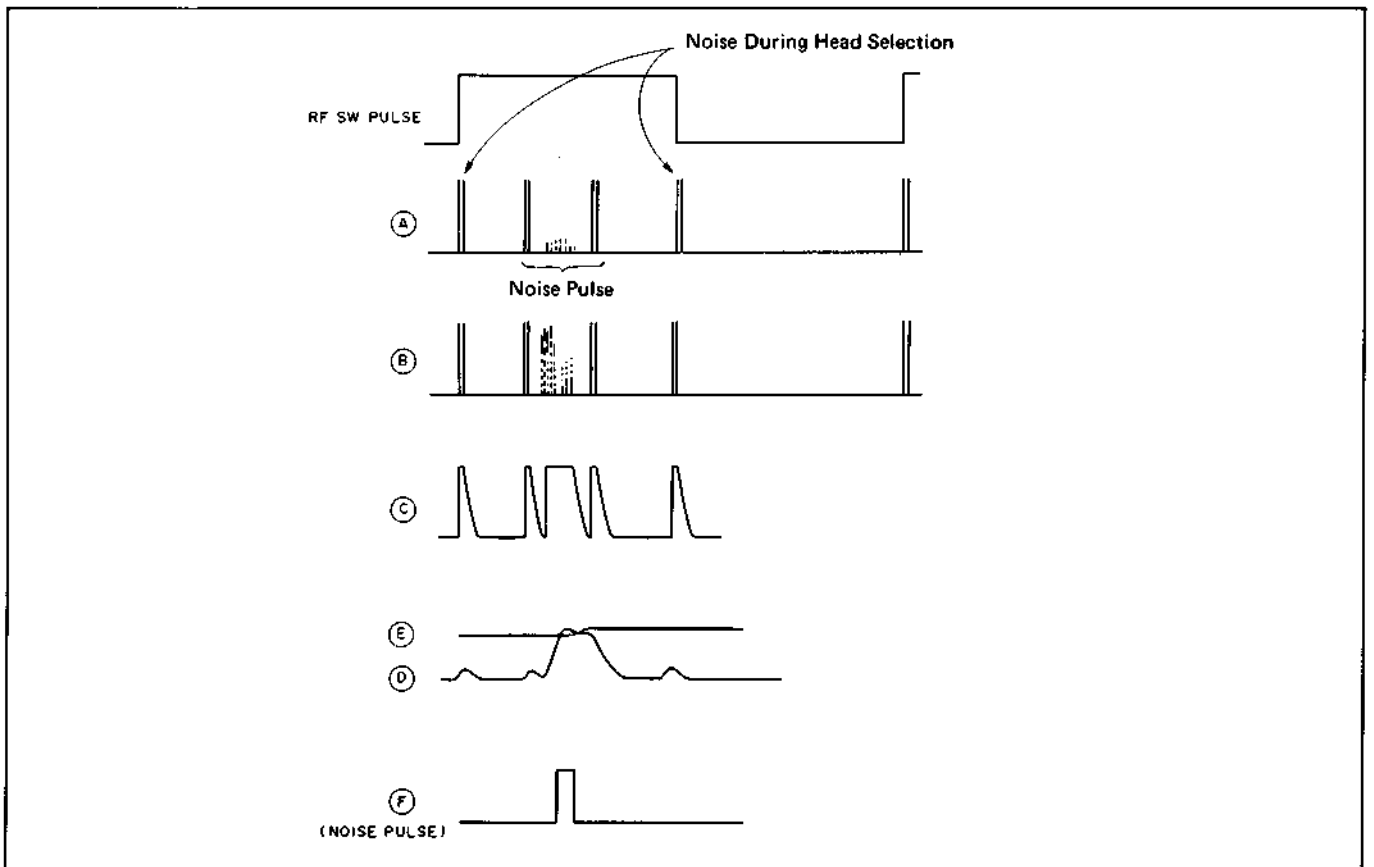 Noise During Head Selection
RF SW PULSE
A
Noise Pulse
B
C
E
D
F
(NOISE PULSE)